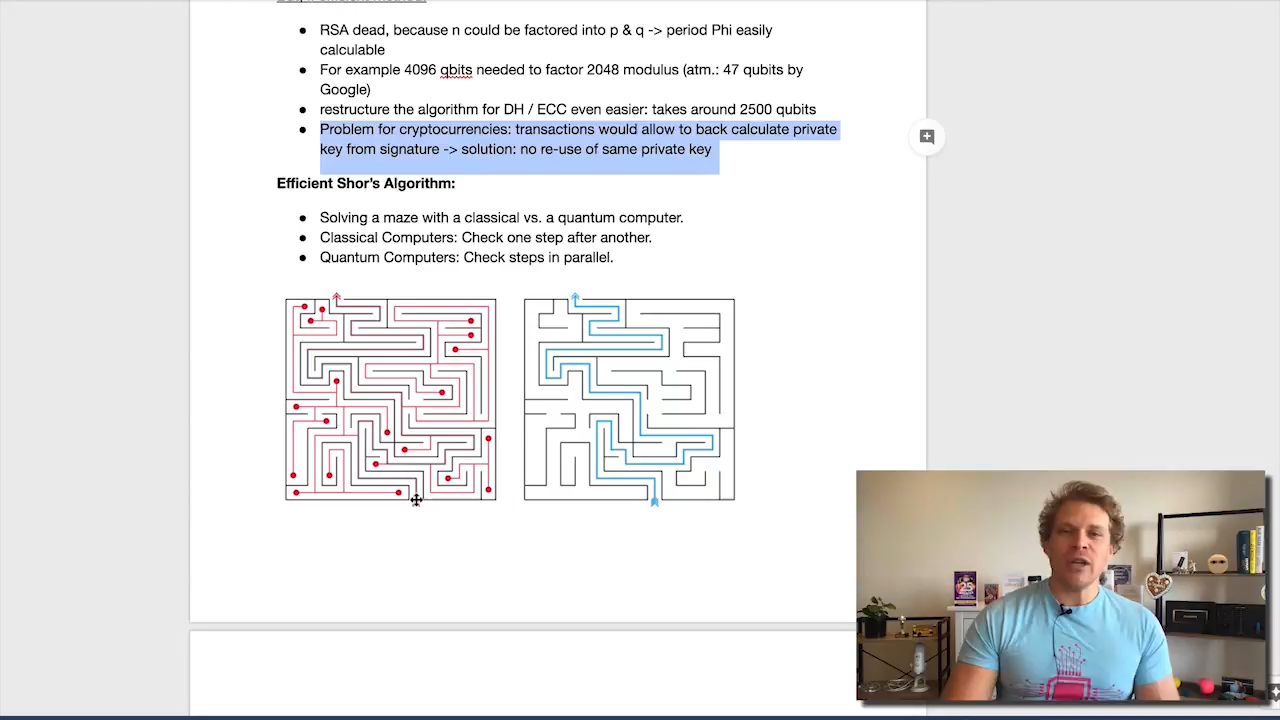 ● RSA dead, because n could be factored into p & q -> period Phi easily
calculable
● For example 4096 qbits needed to factor 2048 modulus (atm.: 47 qubits by
Google)
● restructure the algorithm for DH / ECC even easier: takes around 2500 qubits
● Problem for cryptocurrencies: transactions would allow to back calculate private
key from signature -> solution: no re-use of same private key
Efficient Shor's Algorithm:
● Solving a maze with a classical vs. a quantum computer.
● Classical Computers: Check one step after another.
● Quantum Computers: Check steps in parallel.
25